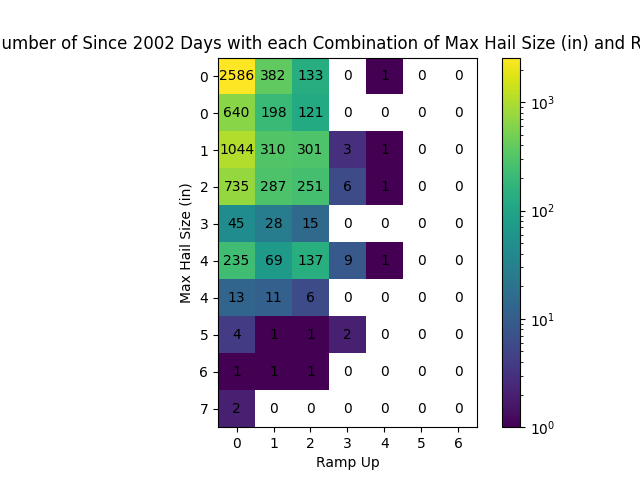 umber of Since 2002 Days with each Combination of Max Hail Size (in) and R
0 2586 382 133 0 1 0 0
0 640 198 121 0 0 0 0
1 1044 310 301 3 1 0 0
2 735 287 251 6 1 0 0
3 45 28 15 0 0 0 0
4 235 69 137 9 1 0 0
4 13 11 6 0 0 0 0
5 4 1 1 2 0 0 0
6 1 1 1 0 0 0 0
7 2 0 0 0 0 0 0
0 1 2 3 4 5 6
Ramp Up
Max Hail Size (in)
10³
10²
10¹
10⁰